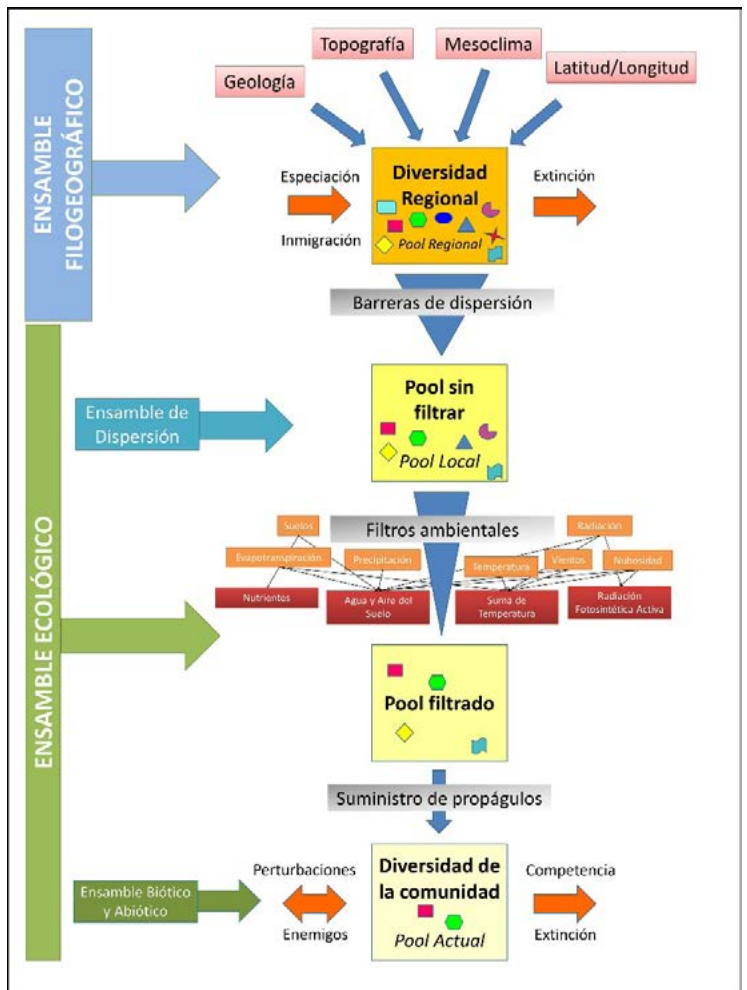 Topografía
Mesoclima
Geología
Latitud/Longitud
ENSAMBLE
FILOGEOGRÁFICO
Especiación
Inmigración
Diversidad
Regional
Pool Regional
Extinción
Barreras de dispersión
Ensamble de
Dispersión
Pool sin
filtrar
Pool Local
ENSAMBLE ECOLÓGICO
Filtros ambientales
Suelos
Radiación
Evapotranspiración
Precipitación
Temperatura
Vientos
Nubosidad
Nutrientes
Agua y Aire del
Suelo
Suma de
Temperatura
Radiación
Fotosintética Activa
Pool filtrado
Suministro de propágulos
Ensamble Biótico
y Abiótico
Perturbaciones
Enemigos
Diversidad de
la comunidad
Pool Actual
Competencia
Extinción